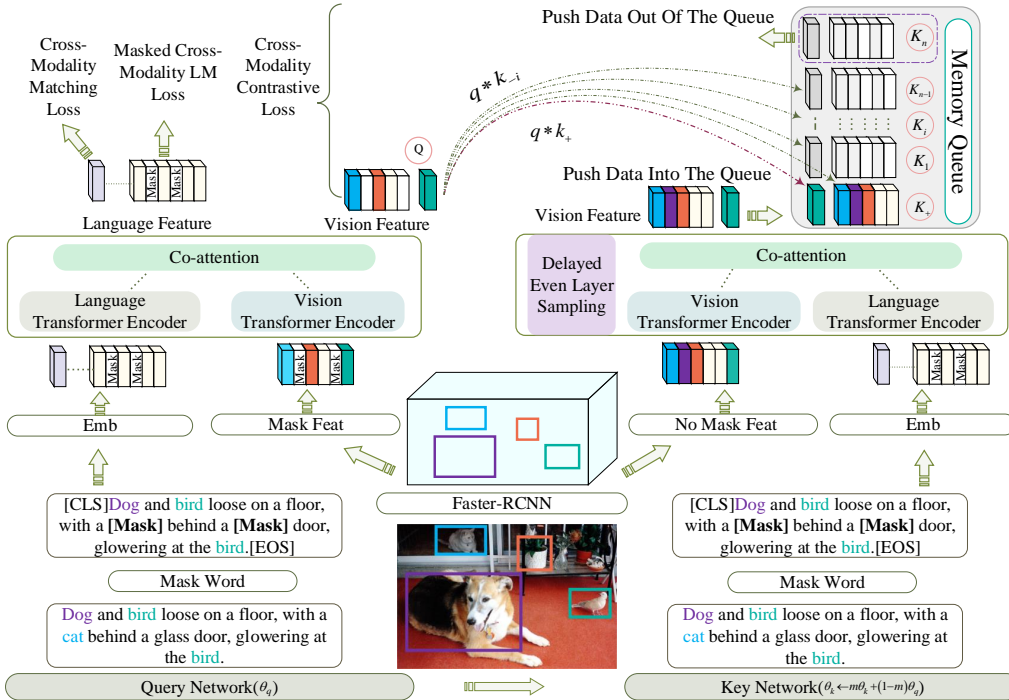 Cross-
Modality
Matching
Loss
Masked Cross-
Modality LM
Loss
Cross-
Modality
Contrastive
Loss
Push Data Out Of The Queue
q * k₋ᵢ
q * k₊
Q
Kₙ
Kₙ₋₁
Kᵢ
K₁
K₊
Memory Queue
Mask
Mask
Language Feature
Vision Feature
Push Data Into The Queue
Vision Feature
Co-attention
Language
Transformer Encoder
Vision
Transformer Encoder
Delayed
Even Layer
Sampling
Co-attention
Vision
Transformer Encoder
Language
Transformer Encoder
Mask
Mask
Mask
Mask
Mask
Mask
Emb
Mask Feat
No Mask Feat
Emb
Faster-RCNN
[CLS]Dog and bird loose on a floor,
with a [Mask] behind a [Mask] door,
glowering at the bird.[EOS]
Mask Word
Dog and bird loose on a floor, with a
cat behind a glass door, glowering at
the bird.
Query Network(θ_q)
[CLS]Dog and bird loose on a floor,
with a [Mask] behind a [Mask] door,
glowering at the bird.[EOS]
Mask Word
Dog and bird loose on a floor, with a
cat behind a glass door, glowering at
the bird.
Key Network(θ_k←mθ_k+(1−m)θ_q)